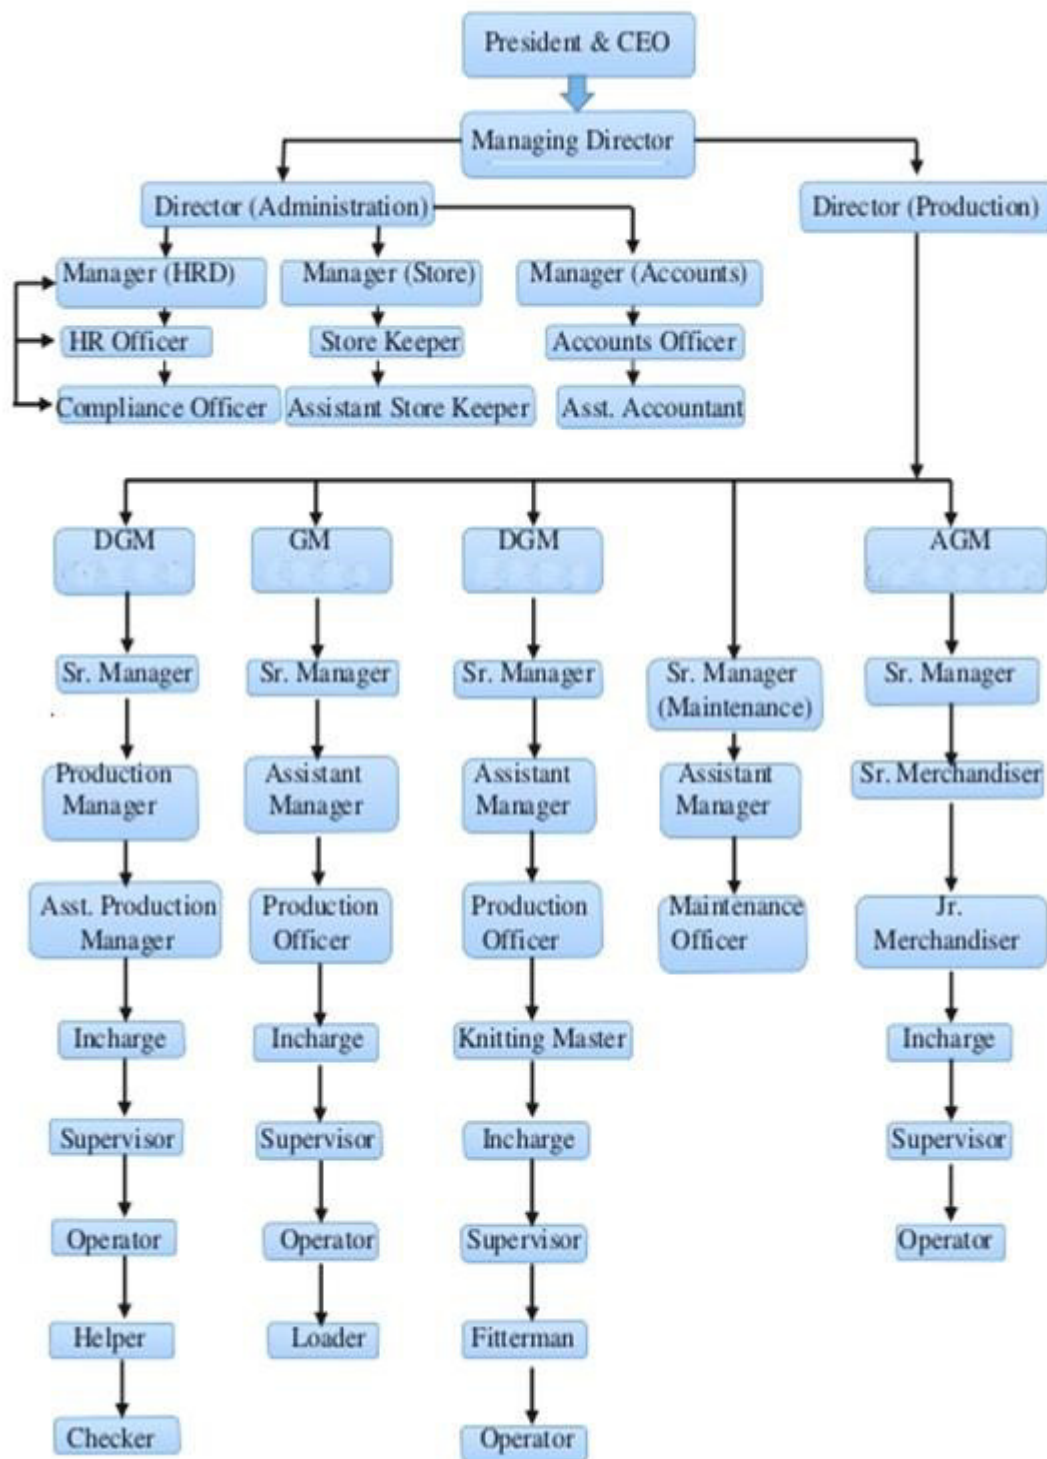 President & CEO
Managing Director
Director (Administration)
Director (Production)
Manager (HRD)
Manager (Store)
Manager (Accounts)
HR Officer
Store Keeper
Accounts Officer
Compliance Officer
Assistant Store Keeper
Asst. Accountant
DGM
GM
DGM
AGM
Sr. Manager
Sr. Manager
Sr. Manager
Sr. Manager
(Maintenance)
Sr. Manager
Production
Manager
Assistant
Manager
Assistant
Manager
Assistant
Manager
Sr. Merchandiser
Asst. Production
Manager
Production
Officer
Production
Officer
Maintenance
Officer
Jr.
Merchandiser
Incharge
Incharge
Knitting Master
Incharge
Supervisor
Supervisor
Incharge
Supervisor
Operator
Operator
Supervisor
Operator
Helper
Loader
Fitterman
Checker
Operator